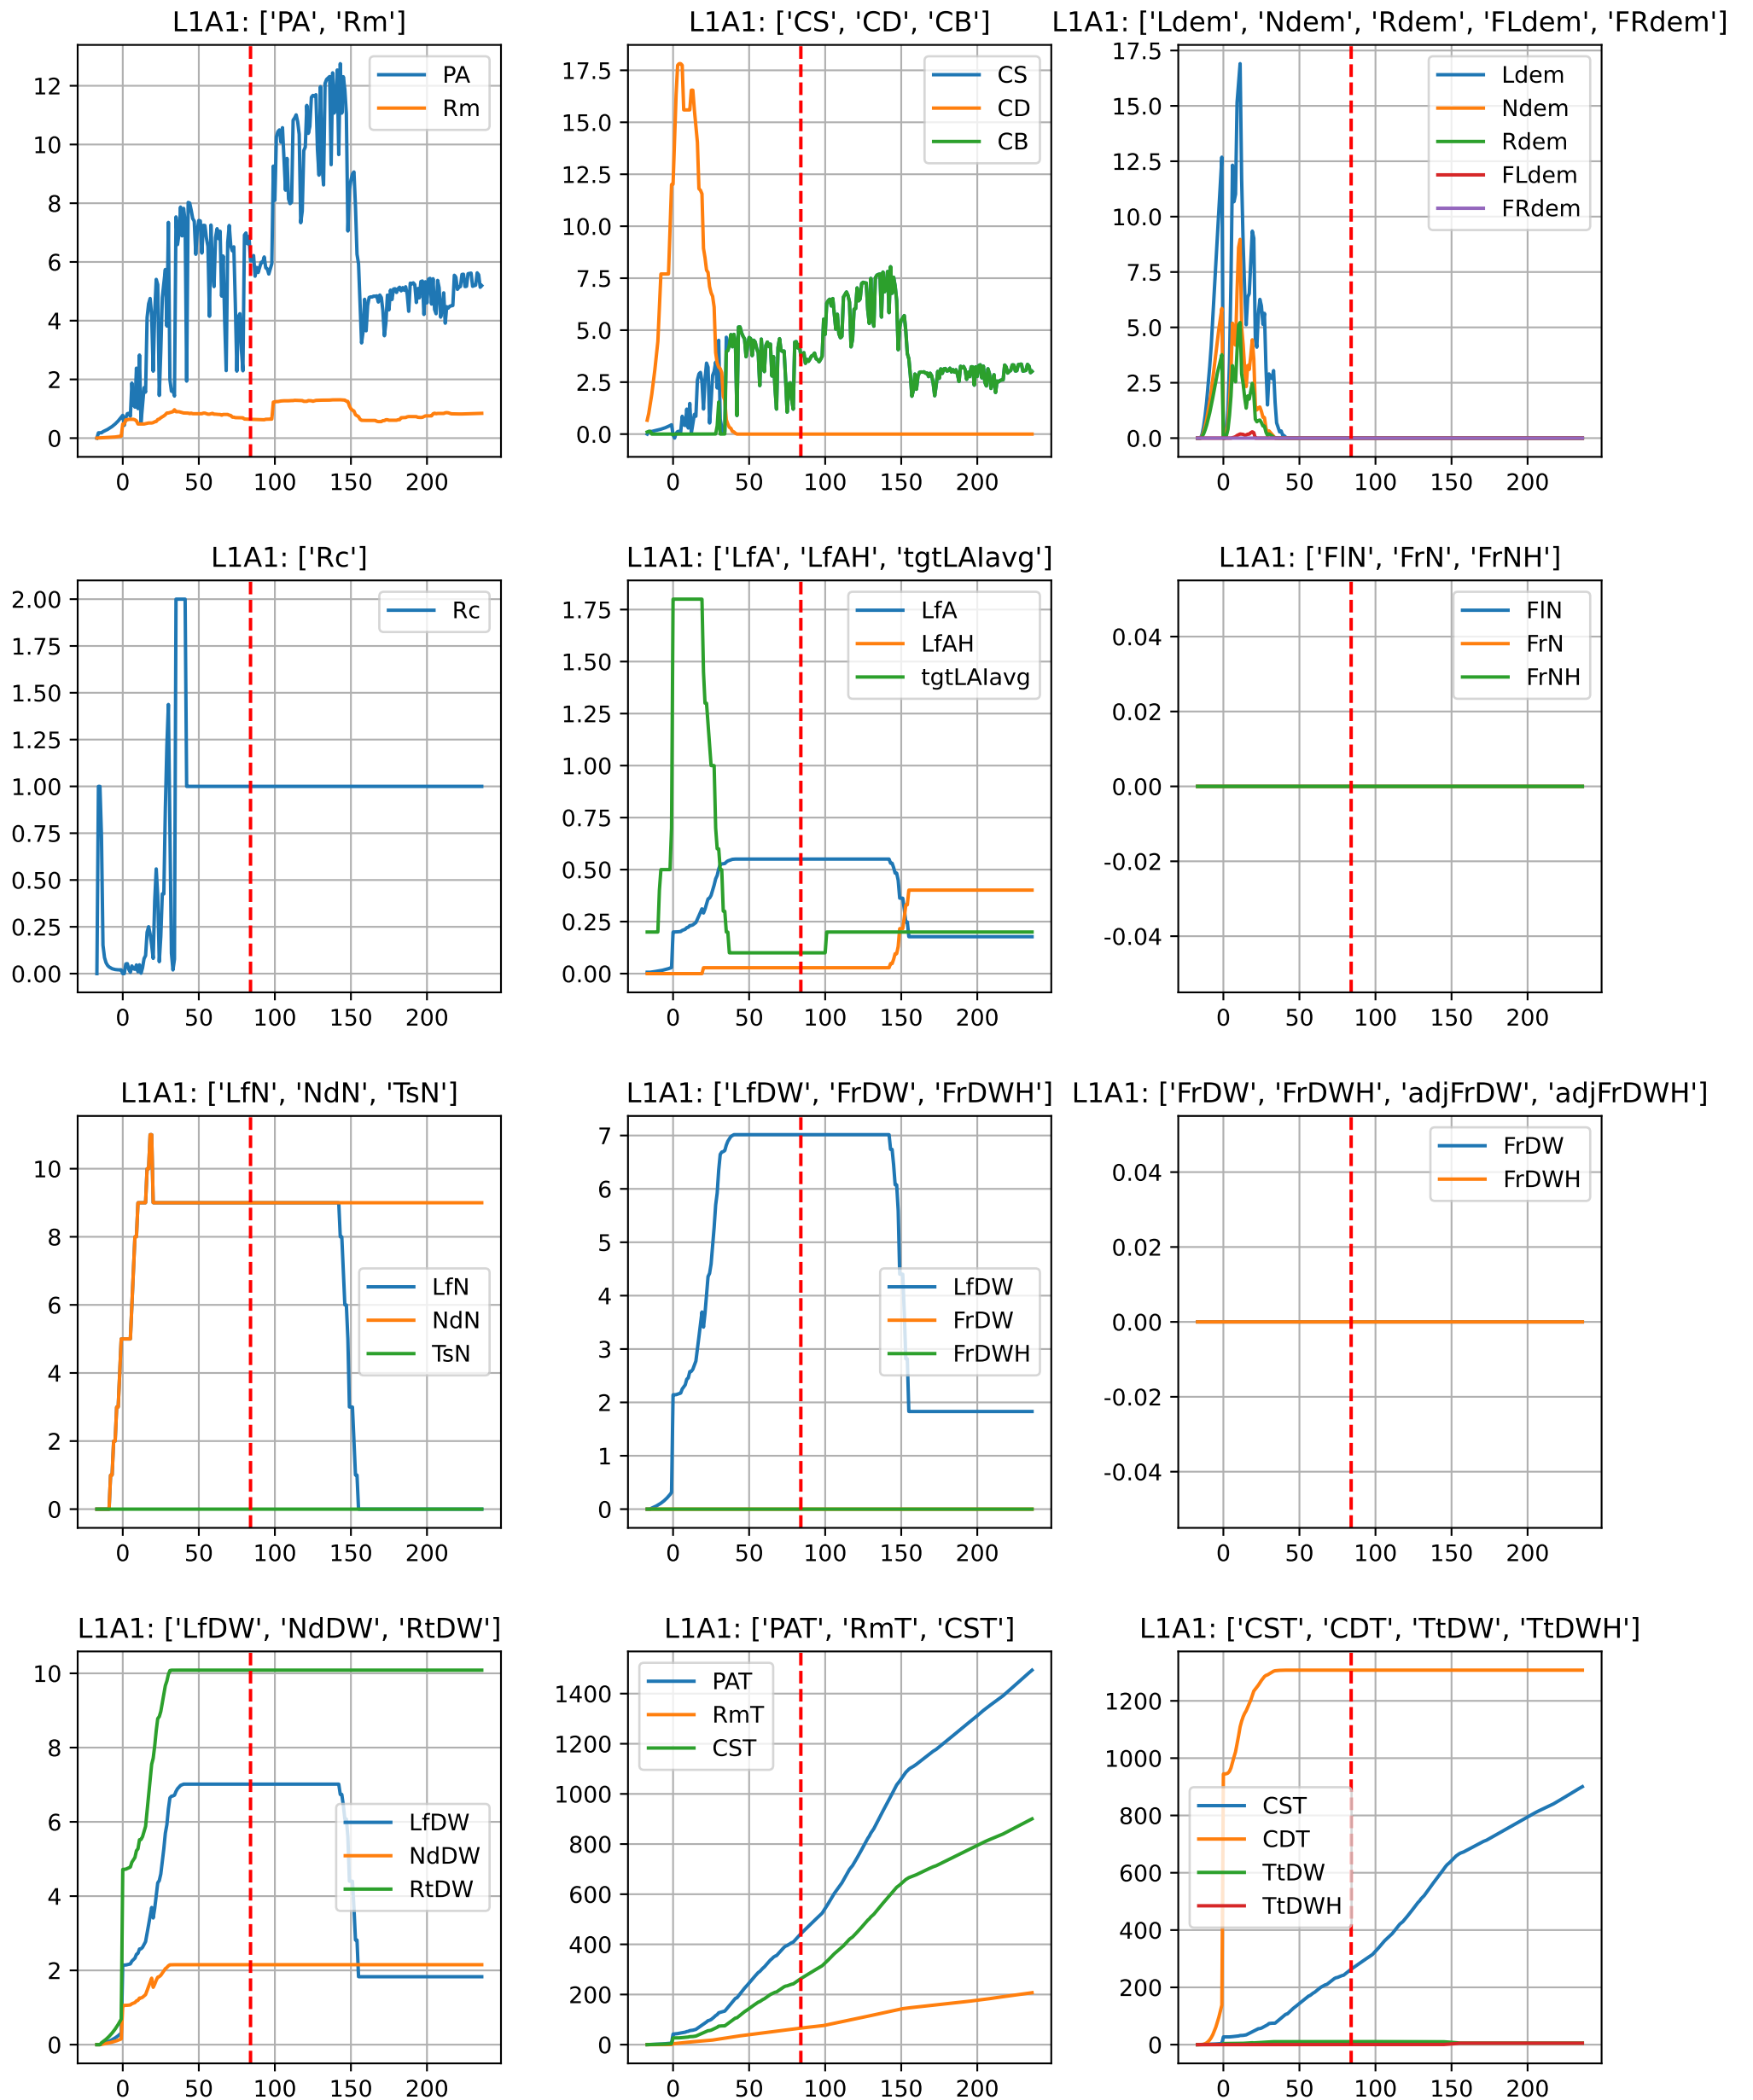 L1A1: ['PA', 'Rm']
PA
Rm
12
10
8
6
4
2
0
0 50 100 150 200
L1A1: ['CS', 'CD', 'CB']
CS
CD
CB
17.5
15.0
12.5
10.0
7.5
5.0
2.5
0.0
0 50 100 150 200
L1A1: ['Ldem', 'Ndem', 'Rdem', 'FLdem', 'FRdem']
Ldem
Ndem
Rdem
FLdem
FRdem
17.5
15.0
12.5
10.0
7.5
5.0
2.5
0.0
0 50 100 150 200
L1A1: ['Rc']
Rc
2.00
1.75
1.50
1.25
1.00
0.75
0.50
0.25
0.00
0 50 100 150 200
L1A1: ['LfA', 'LfAH', 'tgtLAIavg']
LfA
LfAH
tgtLAIavg
1.75
1.50
1.25
1.00
0.75
0.50
0.25
0.00
0 50 100 150 200
L1A1: ['FlN', 'FrN', 'FrNH']
FlN
FrN
FrNH
0.04
0.02
0.00
-0.02
-0.04
0 50 100 150 200
L1A1: ['LfN', 'NdN', 'TsN']
LfN
NdN
TsN
10
8
6
4
2
0
0 50 100 150 200
L1A1: ['LfDW', 'FrDW', 'FrDWH']
LfDW
FrDW
FrDWH
7
6
5
4
3
2
1
0
0 50 100 150 200
L1A1: ['FrDW', 'FrDWH', 'adjFrDW', 'adjFrDWH']
FrDW
FrDWH
0.04
0.02
0.00
-0.02
-0.04
0 50 100 150 200
L1A1: ['LfDW', 'NdDW', 'RtDW']
LfDW
NdDW
RtDW
10
8
6
4
2
0
0 50 100 150 200
L1A1: ['PAT', 'RmT', 'CST']
PAT
RmT
CST
1400
1200
1000
800
600
400
200
0
0 50 100 150 200
L1A1: ['CST', 'CDT', 'TtDW', 'TtDWH']
CST
CDT
TtDW
TtDWH
1200
1000
800
600
400
200
0
0 50 100 150 200